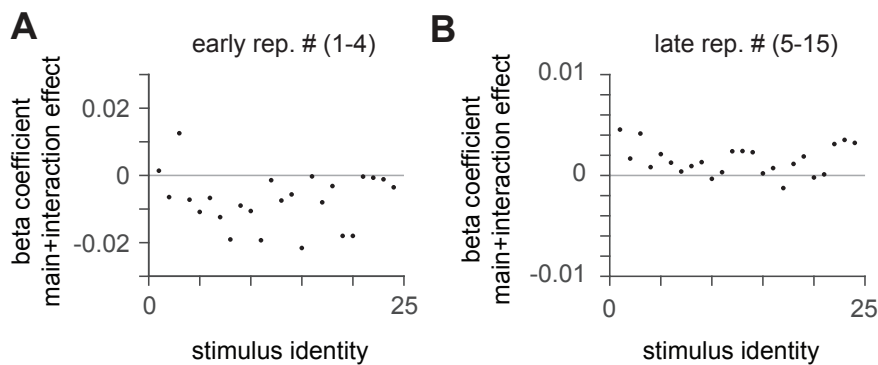 A
early rep. # (1-4)
beta coefficient
main+interaction effect
0.02
0
-0.02
0
25
stimulus identity
B
late rep. # (5-15)
beta coefficient
main+interaction effect
0.01
0
-0.01
0
25
stimulus identity